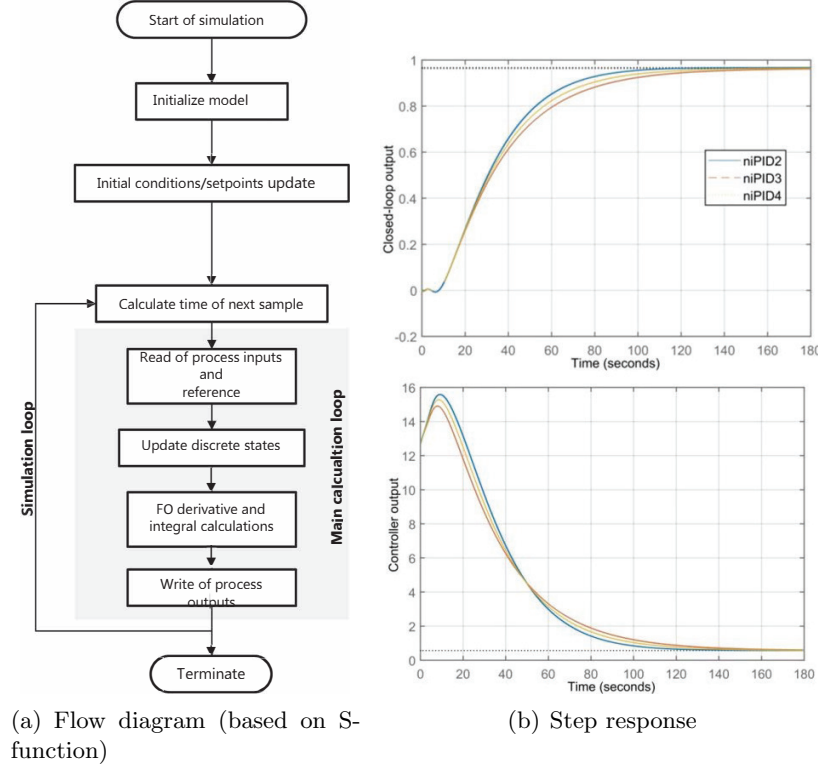 Start of simulation
Initialize model
Initial conditions/setpoints update
Calculate time of next sample
Read of process inputs
and
reference
Update discrete states
FO derivative and
integral calculations
Write of process
outputs
Terminate
Simulation loop
Main calcualtion loop
(a) Flow diagram (based on S-
function)
1
0.8
0.6
0.4
0.2
0
-0.2
Closed-loop output
niPID2
niPID3
niPID4
0 20 40 60 80 100 120 140 160 180
Time (seconds)
16
14
12
10
8
6
4
2
0
Controller output
0 20 40 60 80 100 120 140 160 180
Time (seconds)
(b) Step response